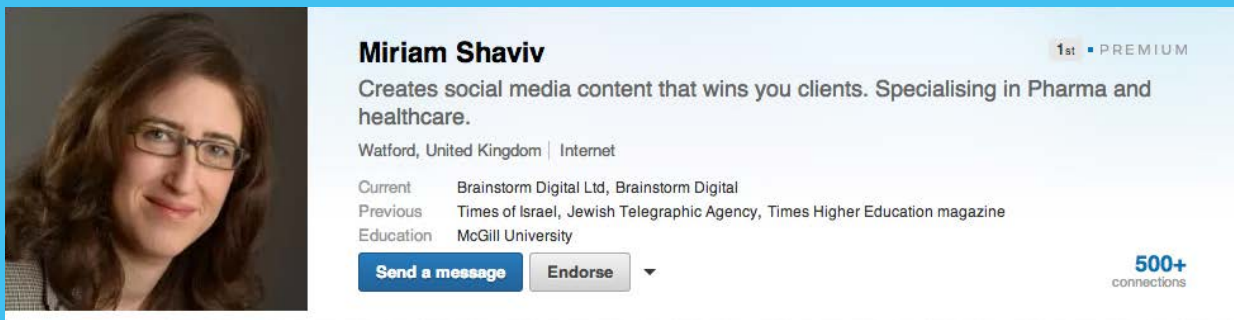 Miriam Shaviv
1st PREMIUM
Creates social media content that wins you clients. Specialising in Pharma and
healthcare.
Watford, United Kingdom | Internet
Current Brainstorm Digital Ltd, Brainstorm Digital
Previous Times of Israel, Jewish Telegraphic Agency, Times Higher Education magazine
Education McGill University
Send a message Endorse
500+
connections